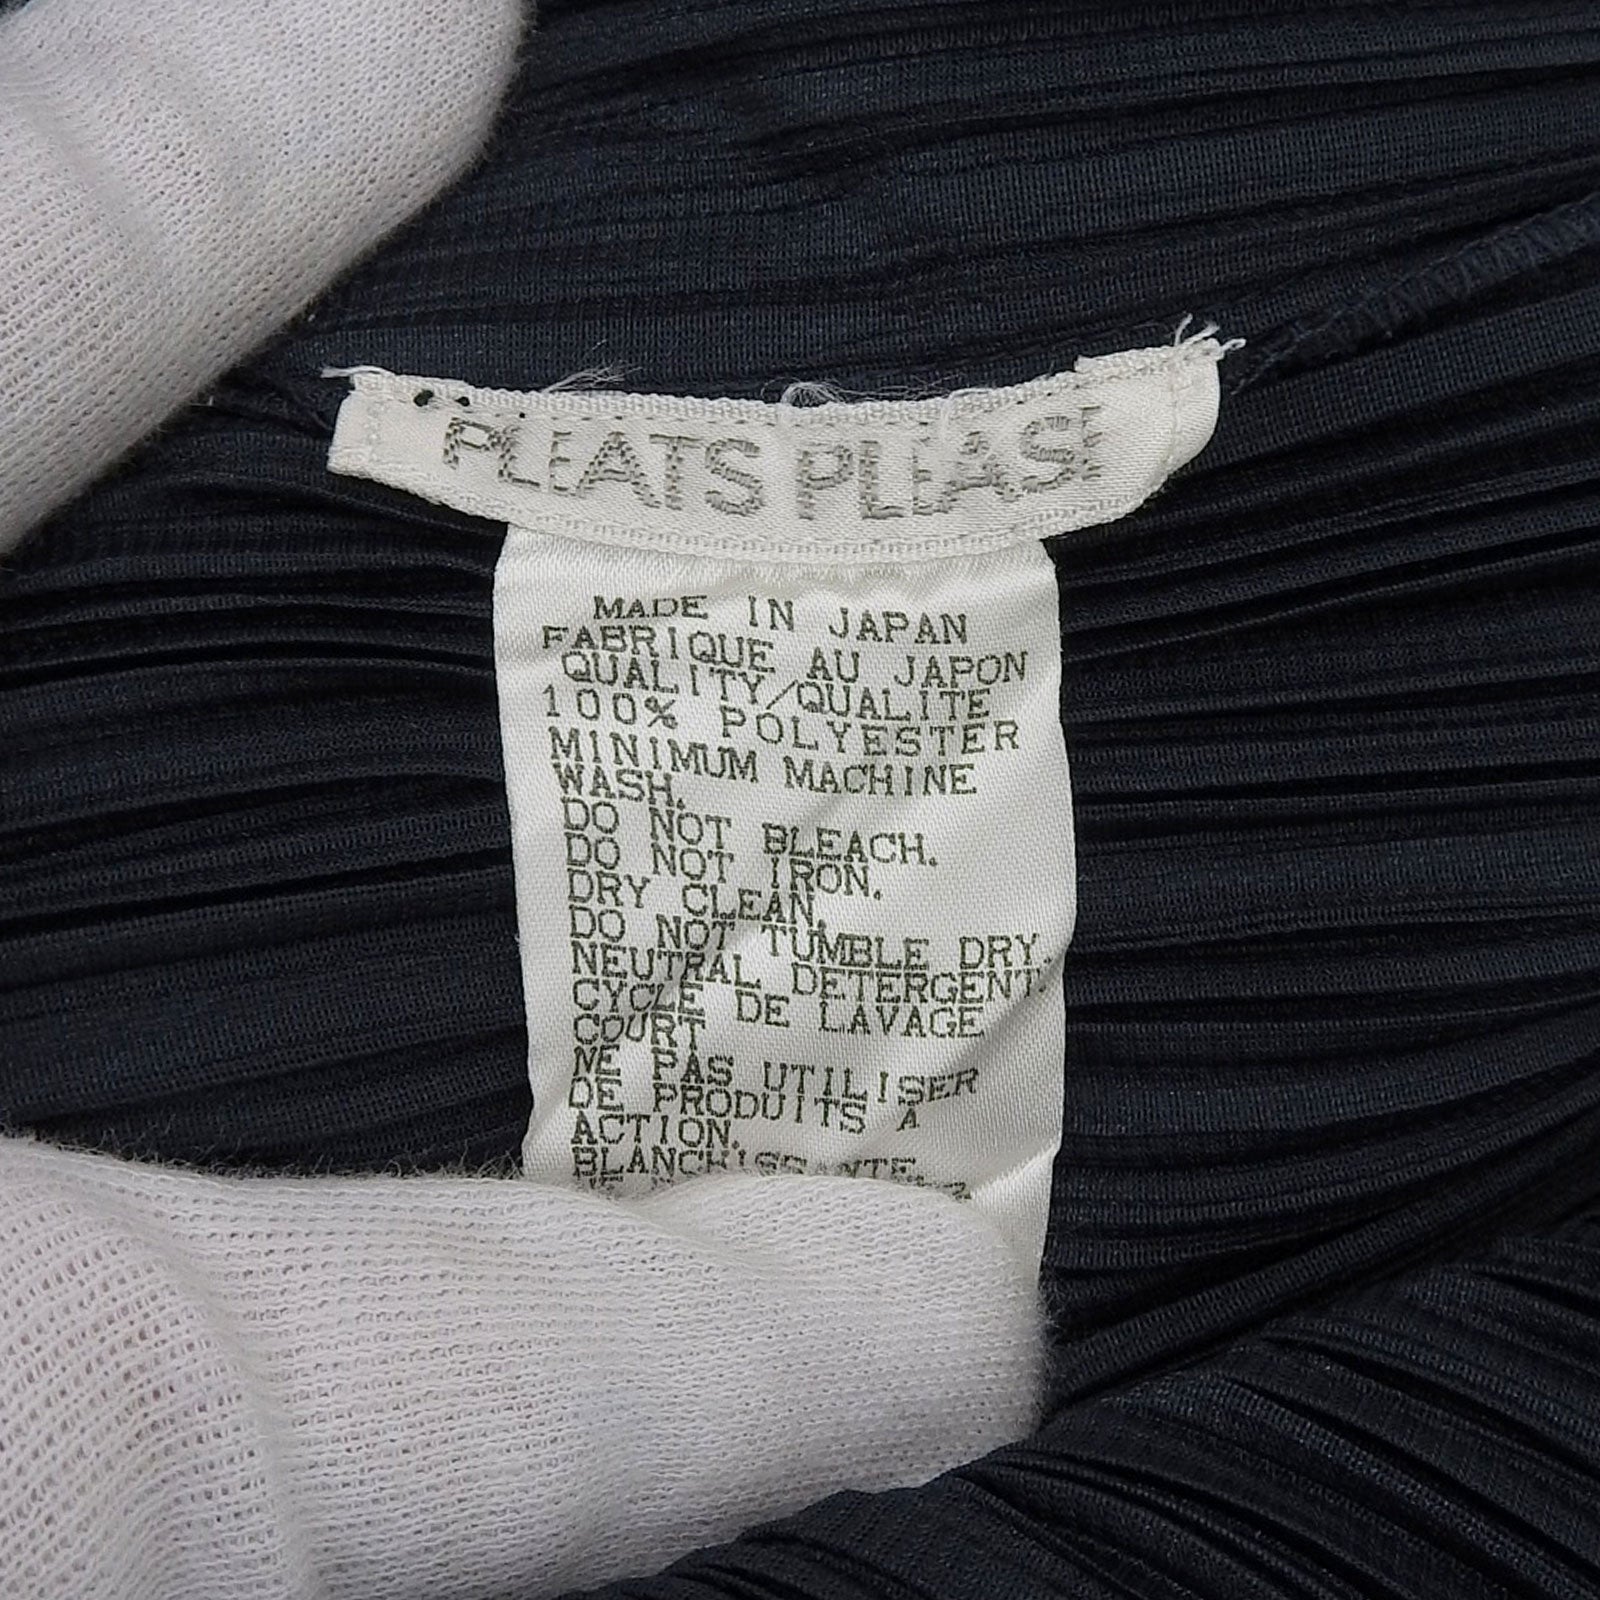 PLEATS PLEASE
MADE IN JAPAN
FABRIQUE AU JAPON
QUALITY/QUALITE
100% POLYESTER
MINIMUM MACHINE
WASH.
DO NOT BLEACH.
DO NOT IRON.
DRY CLEAN.
DO NOT TUMBLE DRY.
NEUTRAL DETERGENT.
CYCLE DE LAVAGE
COURT
NE PAS UTILISER
DE PRODUITS A
ACTION.
BLANCHISSANTE